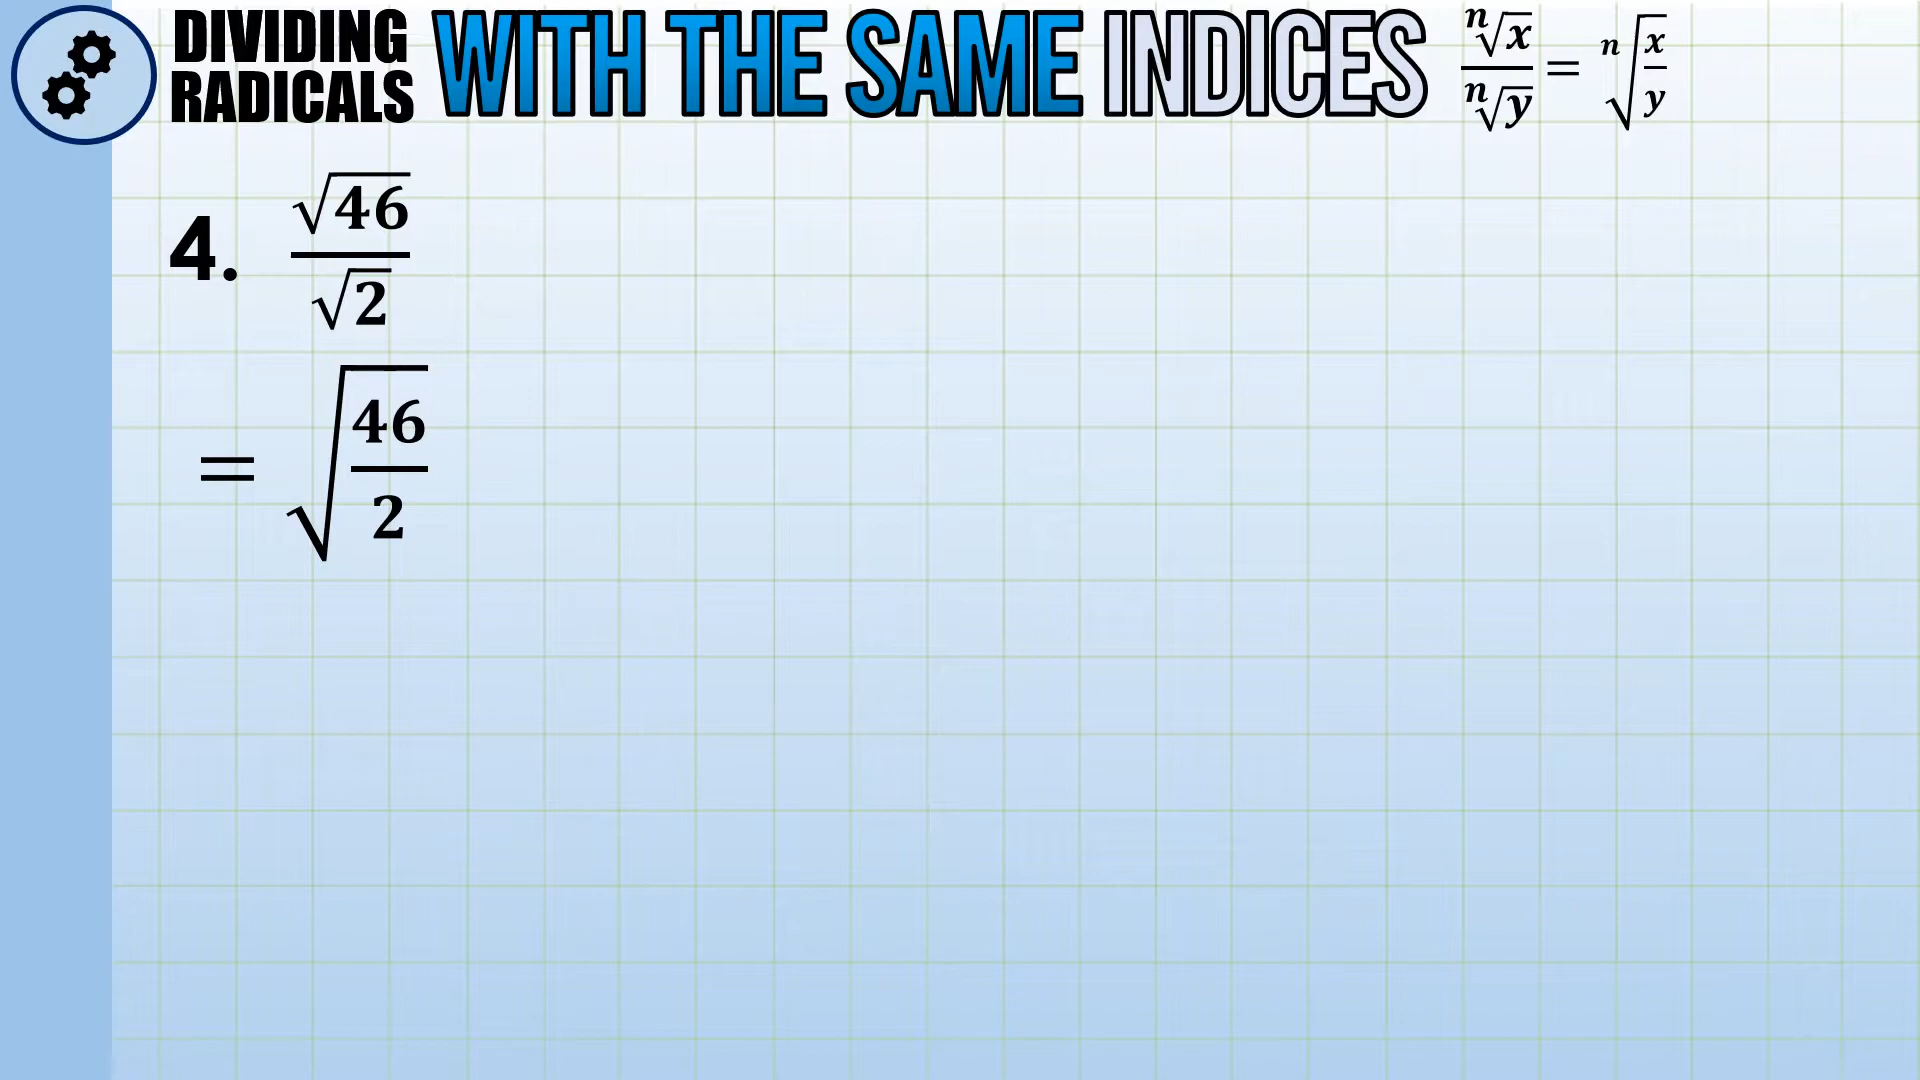 DIVIDING
RADICALS
WITH THE SAME INDICES
ⁿ√x / ⁿ√y = ⁿ√(x/y)
4. √46 / √2
= √(46/2)